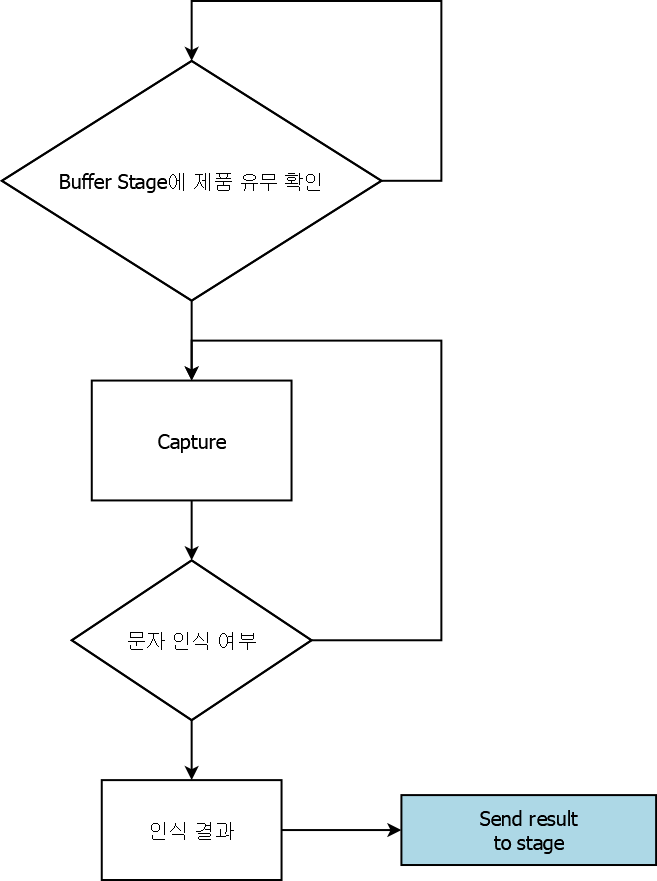 Buffer Stage에 제품 유무 확인
Capture
문자 인식 여부
인식 결과
Send result
to stage